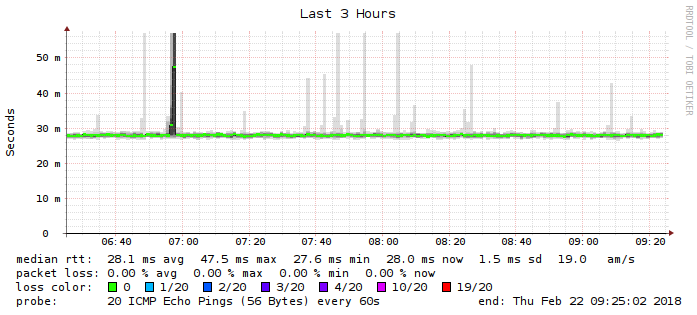 Last 3 Hours
RRDTOOL / TOBI OETIKER
Seconds
50 m
40 m
30 m
20 m
10 m
0
06:40 07:00 07:20 07:40 08:00 08:20 08:40 09:00 09:20
median rtt: 28.1 ms avg 47.5 ms max 27.6 ms min 28.0 ms now 1.5 ms sd 19.0 am/s
packet loss: 0.00 % avg 0.00 % max 0.00 % min 0.00 % now
loss color: 0 1/20 2/20 3/20 4/20 10/20 19/20
probe: 20 ICMP Echo Pings (56 Bytes) every 60s end: Thu Feb 22 09:25:02 2018